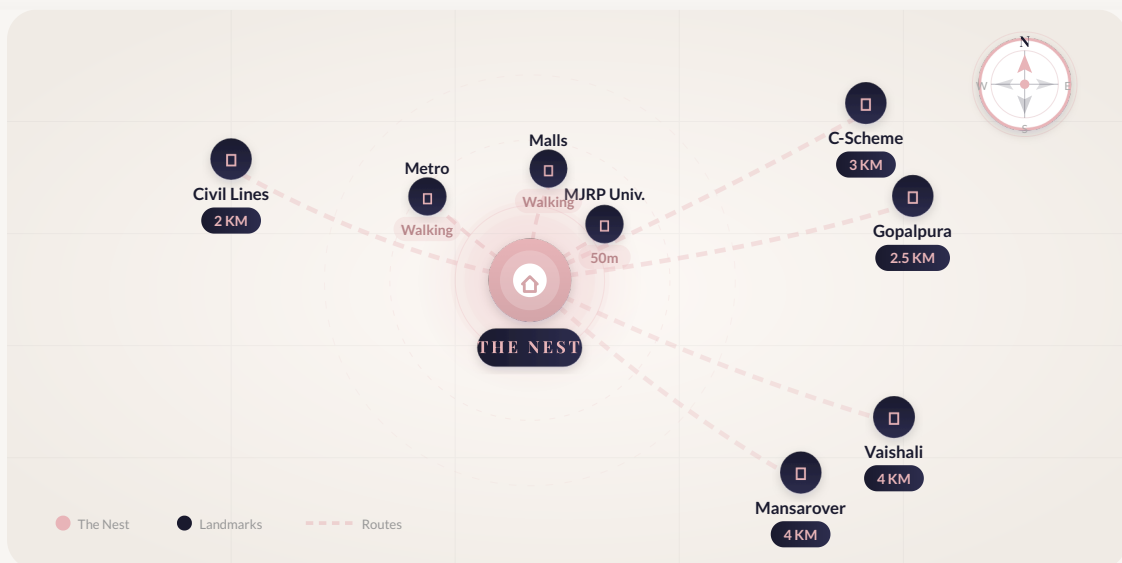 N
W
E
S
C-Scheme
3 KM
Malls
Walking
Civil Lines
2 KM
Metro
Walking
MJRP Univ.
50m
Gopalpura
2.5 KM
THE NEST
Vaishali
4 KM
Mansarover
4 KM
The Nest
Landmarks
Routes